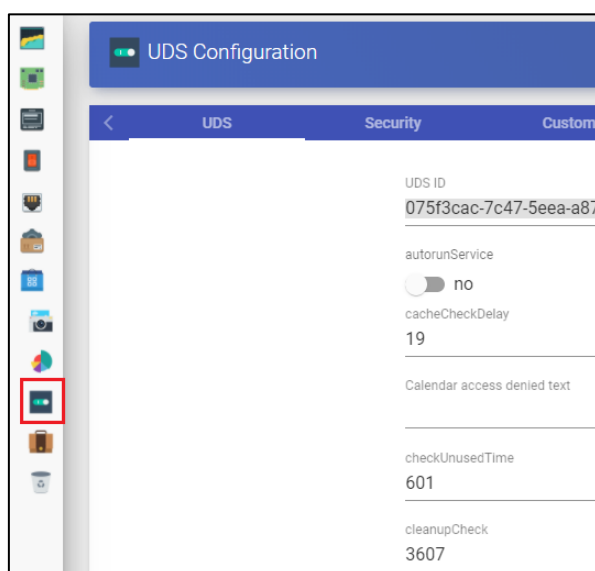 UDS Configuration
UDS Security Custom
UDS ID
075f3cac-7c47-5eea-a87
autorunService
no
cacheCheckDelay
19
Calendar access denied text
checkUnusedTime
601
cleanupCheck
3607